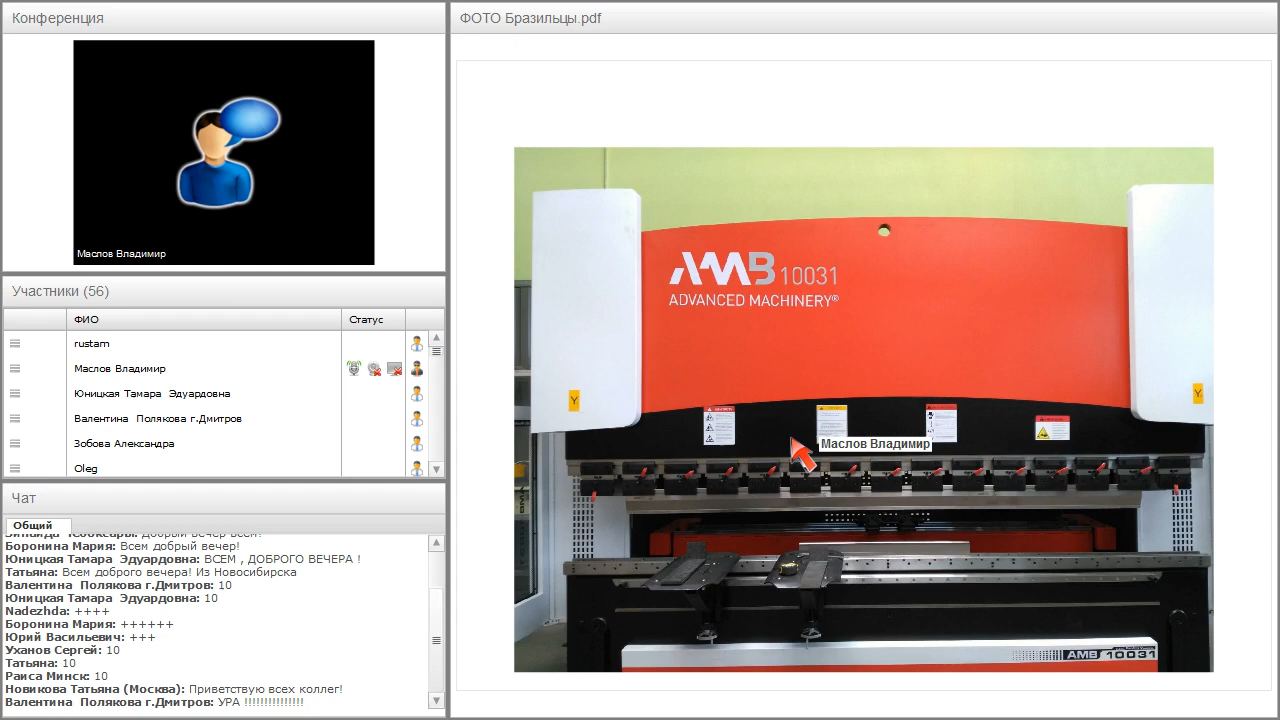 Конференция
Маслов Владимир
Участники (56)
ФИО
Статус
rustam
Маслов Владимир
Юницкая Тамара Эдуардовна
Валентина Полякова г.Дмитров
Зобова Александра
Oleg
Чат
Общий
Боронина Мария: Всем добрый вечер!
Юницкая Тамара Эдуардовна: ВСЕМ , ДОБРОГО ВЕЧЕРА !
Татьяна: Всем доброго вечера! Из Новосибирска
Валентина Полякова г.Дмитров: 10
Юницкая Тамара Эдуардовна: 10
Nadezhda: ++++
Боронина Мария: ++++++
Юрий Васильевич: +++
Уханов Сергей: 10
Татьяна: 10
Раиса Минск: 10
Новикова Татьяна (Москва): Приветствую всех коллег!
Валентина Полякова г.Дмитров: УРА !!!!!!!!!!!!!!!
ФОТО Бразильцы.pdf
AMB 10031
ADVANCED MACHINERY®
Y
Y
Маслов Владимир
AMB 10031